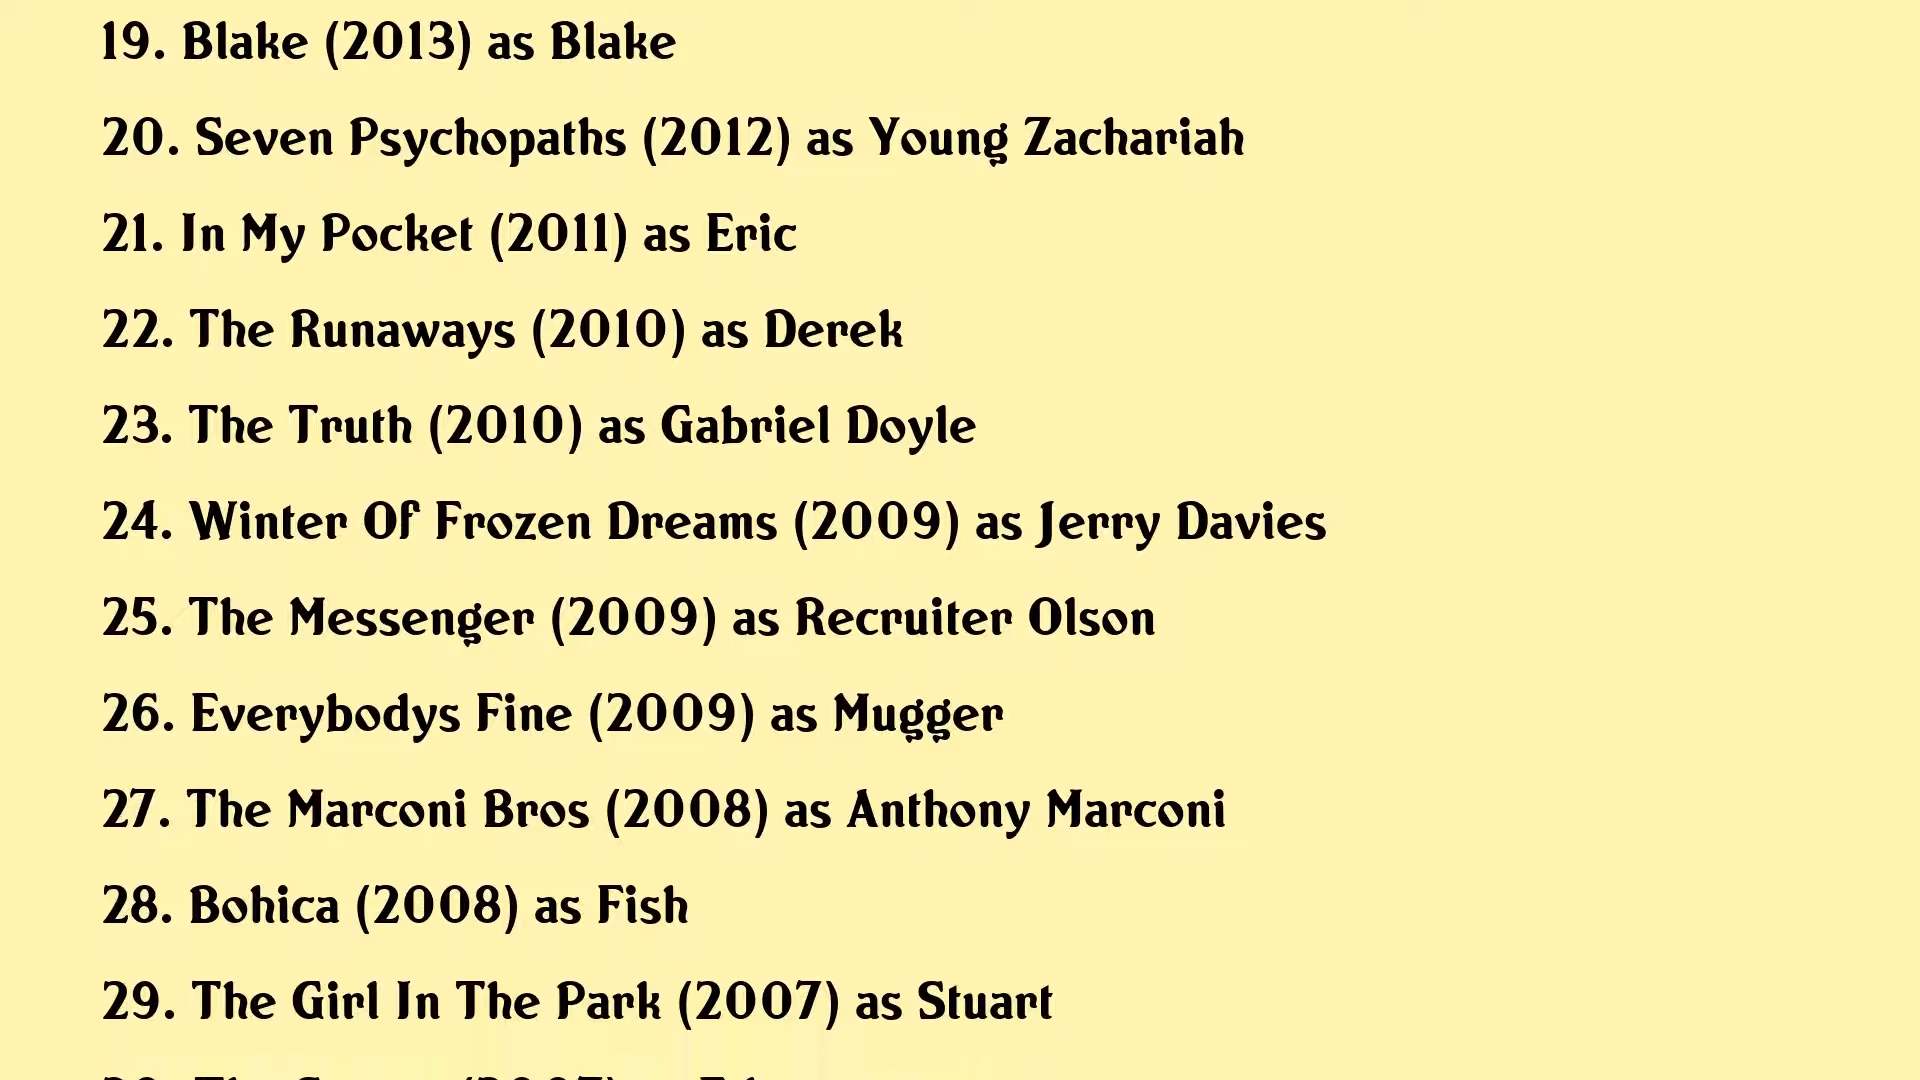 19. Blake (2013) as Blake
20. Seven Psychopaths (2012) as Young Zachariah
21. In My Pocket (2011) as Eric
22. The Runaways (2010) as Derek
23. The Truth (2010) as Gabriel Doyle
24. Winter Of Frozen Dreams (2009) as Jerry Davies
25. The Messenger (2009) as Recruiter Olson
26. Everybodys Fine (2009) as Mugger
27. The Marconi Bros (2008) as Anthony Marconi
28. Bohica (2008) as Fish
29. The Girl In The Park (2007) as Stuart